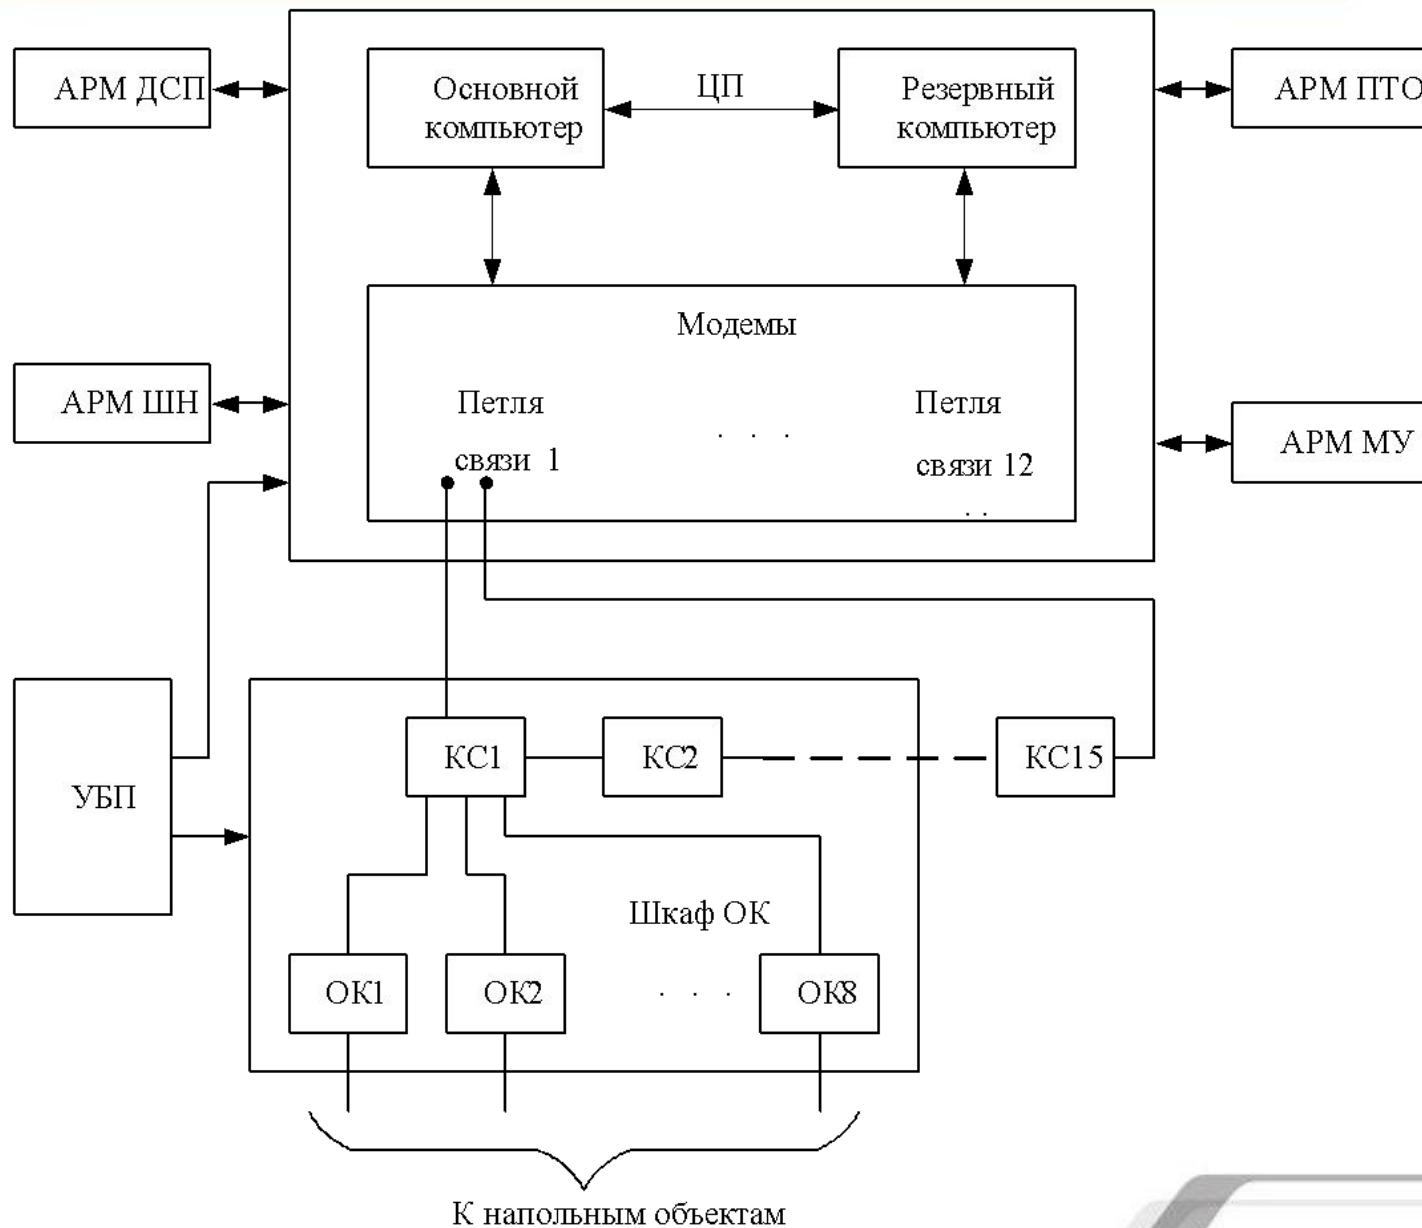 АРМ ДСП
Основной
компьютер
ЦП
Резервный
компьютер
АРМ ПТО
Модемы
АРМ ШН
Петля
связи 1
. . .
Петля
связи 12
. .
АРМ МУ
УБП
КС1
КС2
КС15
Шкаф ОК
ОК1
ОК2
. . .
ОК8
К напольным объектам